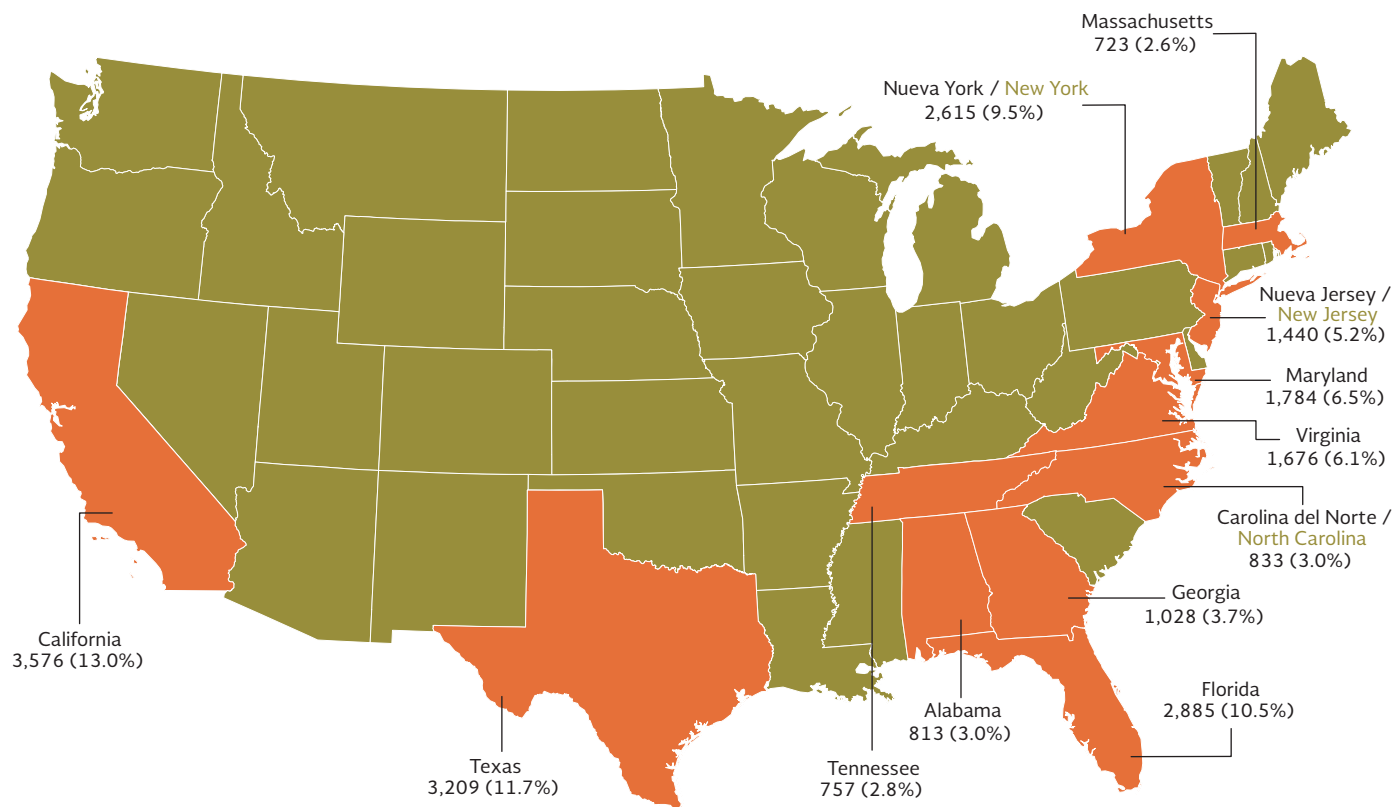 Massachusetts
723 (2.6%)
Nueva York / New York
2,615 (9.5%)
Nueva Jersey /
New Jersey
1,440 (5.2%)
Maryland
1,784 (6.5%)
Virginia
1,676 (6.1%)
Carolina del Norte /
North Carolina
833 (3.0%)
Georgia
1,028 (3.7%)
California
3,576 (13.0%)
Florida
2,885 (10.5%)
Alabama
813 (3.0%)
Texas
3,209 (11.7%)
Tennessee
757 (2.8%)